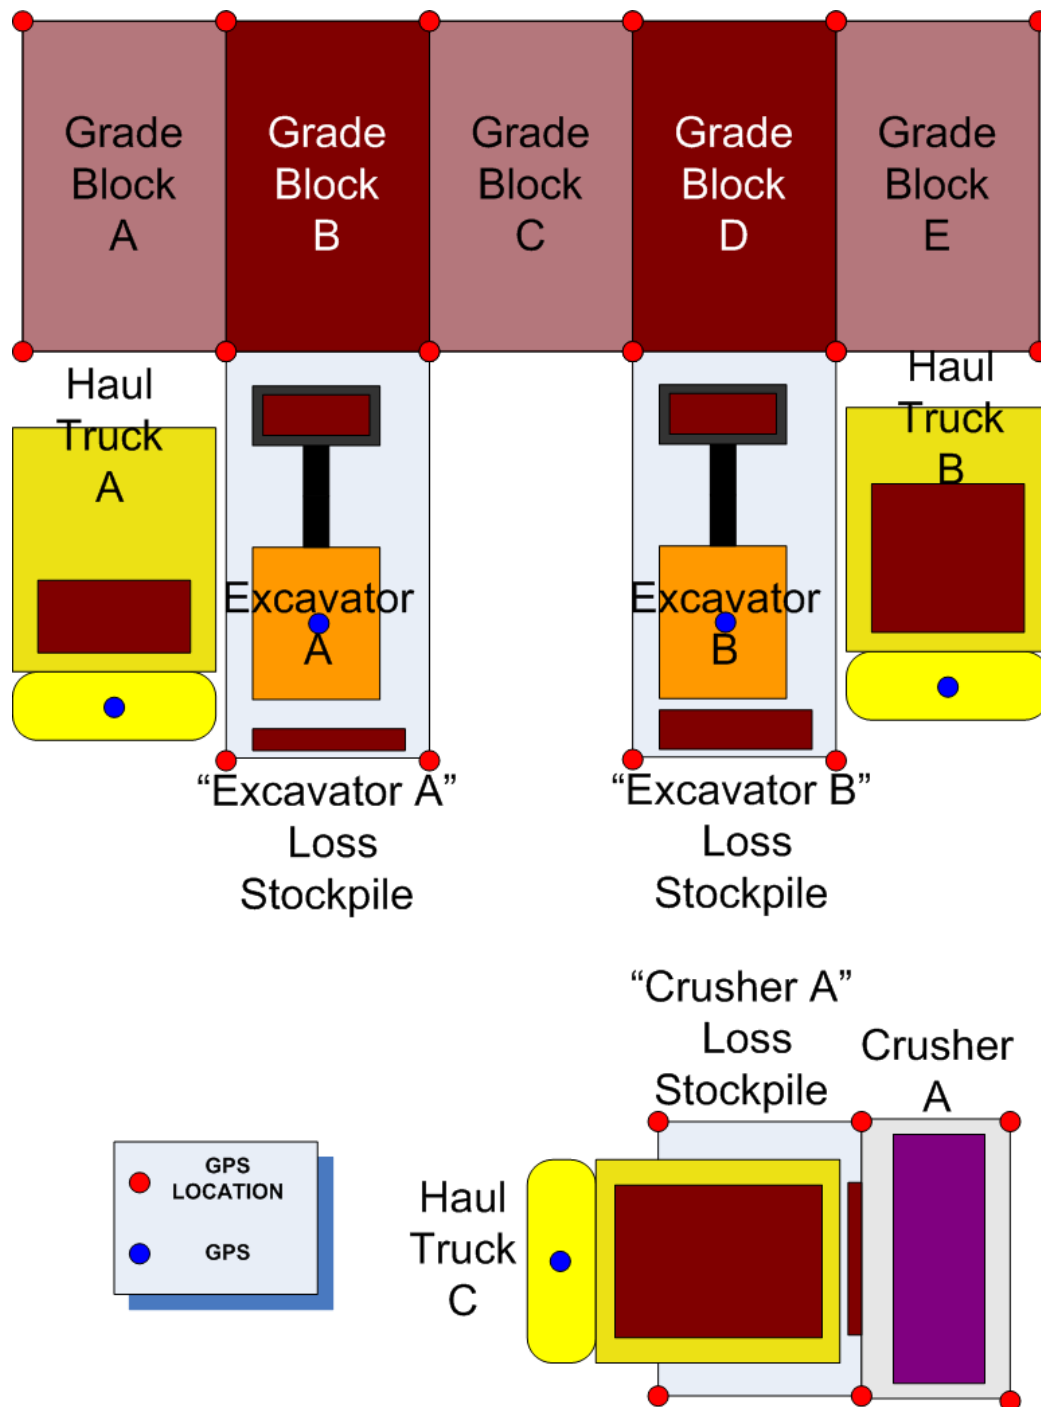 Grade
Block
A
Grade
Block
B
Grade
Block
C
Grade
Block
D
Grade
Block
E
Haul
Truck
A
Haul
Truck
B
Excavator
A
Excavator
B
“Excavator A”
Loss
Stockpile
“Excavator B”
Loss
Stockpile
“Crusher A”
Loss
Stockpile
Crusher
A
GPS
LOCATION
GPS
Haul
Truck
C